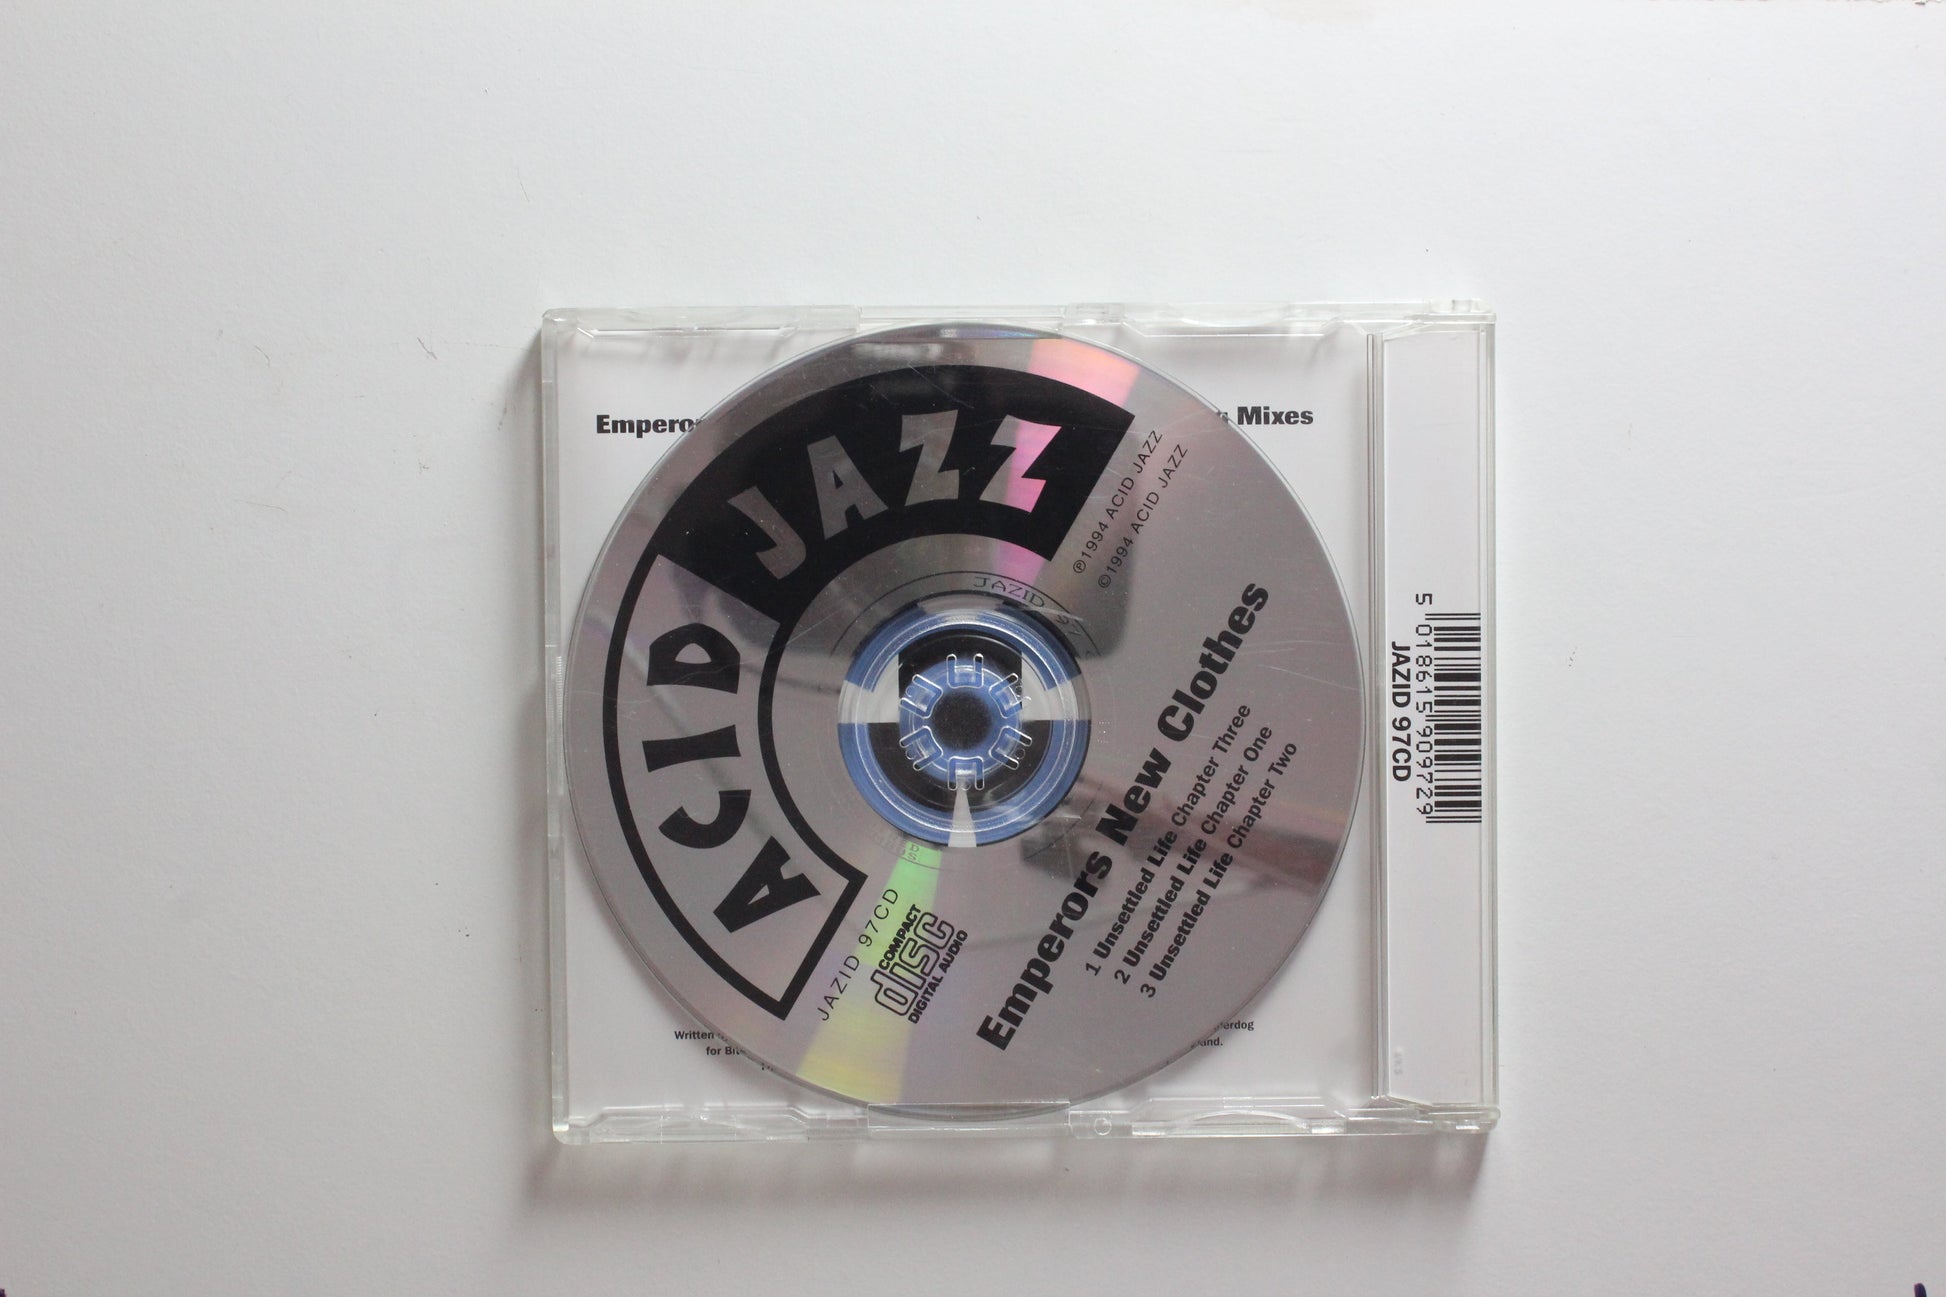 Emperors
Mixes
ACID JAZZ
℗1994 ACID JAZZ
©1994 ACID JAZZ
JAZID 97
Emperors New Clothes
1 Unsettled Life Chapter Three
2 Unsettled Life Chapter One
3 Unsettled Life Chapter Two
JAZID 97CD
COMPACT
disc
DIGITAL AUDIO
Written
for
5 018615 909729
JAZID 97CD